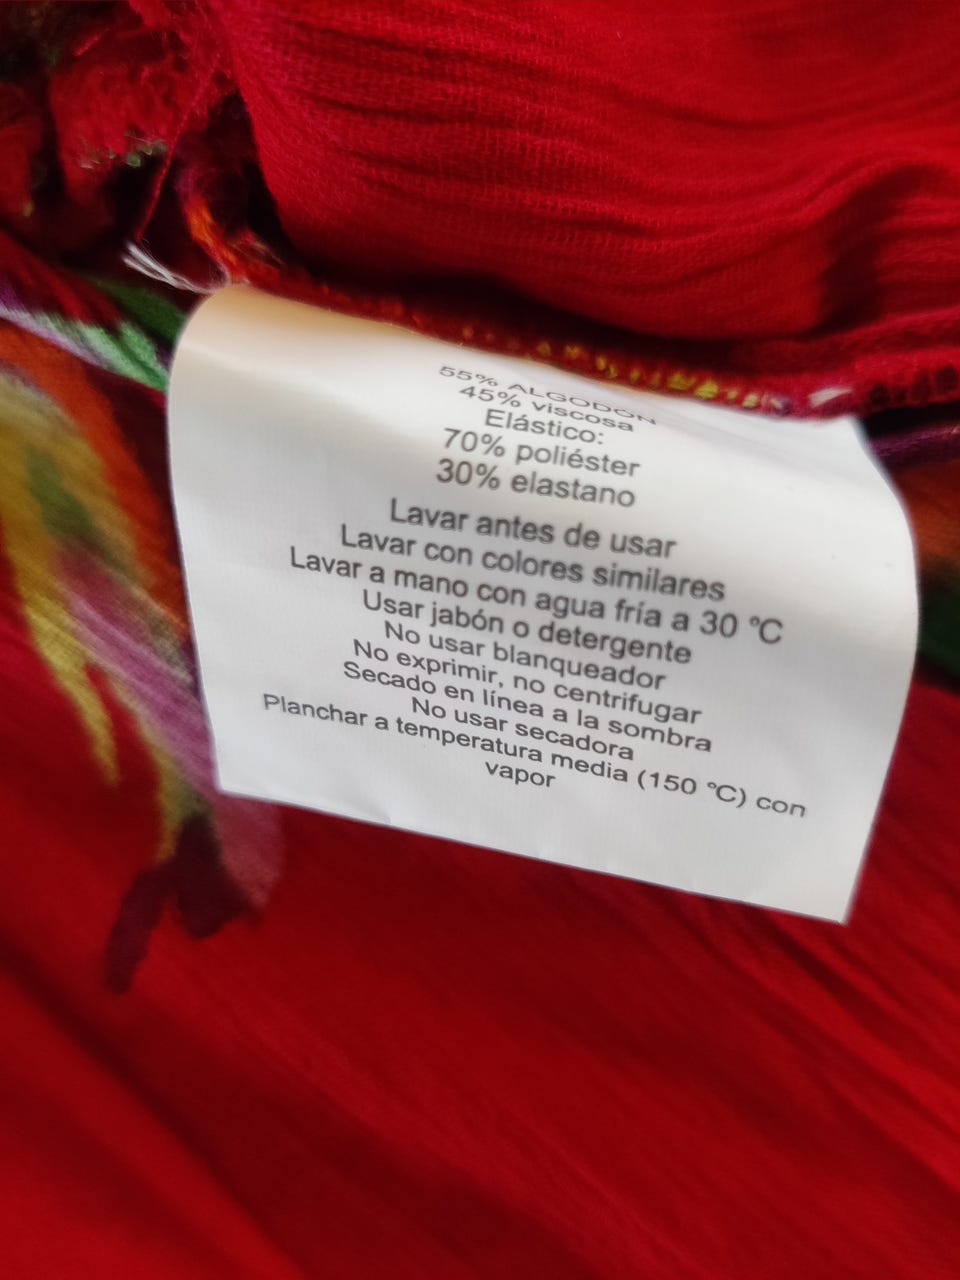 55% ALGODÓN
45% viscosa
Elástico:
70% poliéster
30% elastano
Lavar antes de usar
Lavar con colores similares
Lavar a mano con agua fría a 30 °C
Usar jabón o detergente
No usar blanqueador
No exprimir, no centrifugar
Secado en línea a la sombra
No usar secadora
Planchar a temperatura media (150 °C) con
vapor